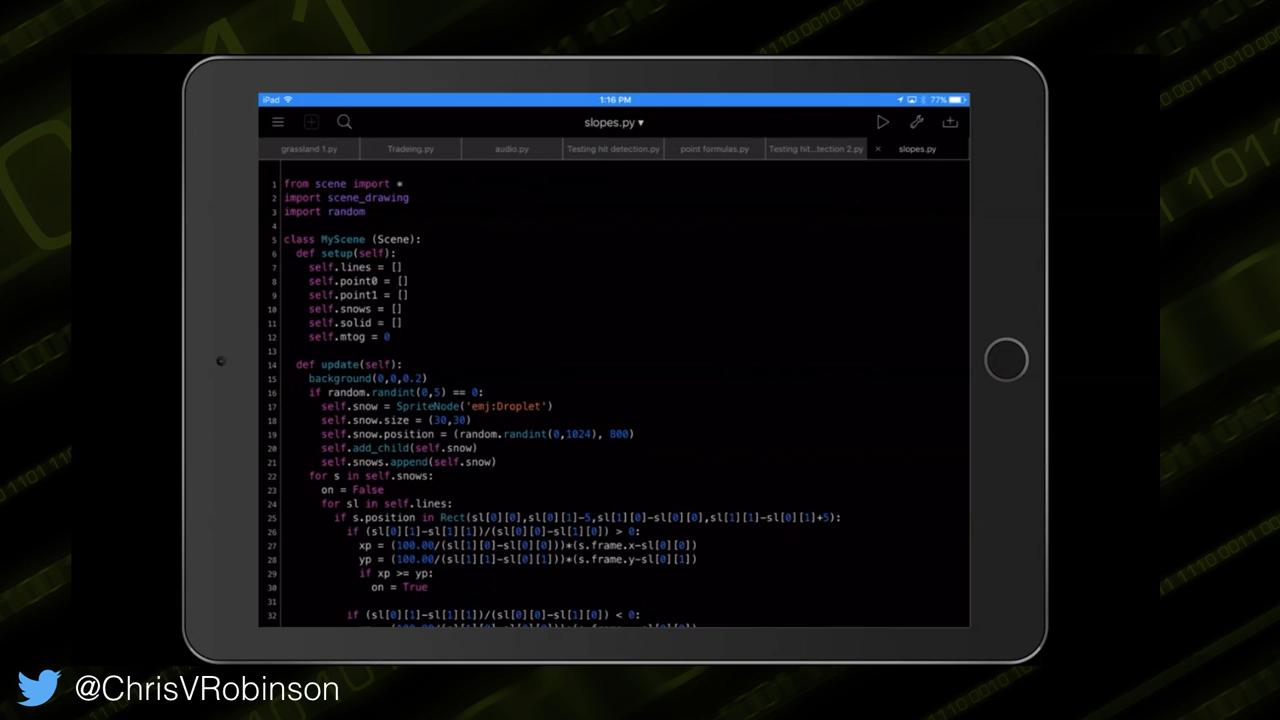 iPad 1:16 PM 77%
slopes.py ▾
grassland 1.py Tradeing.py audio.py Testing hit detection.py point formulas.py Testing hit...tection 2.py × slopes.py
1 from scene import *
2 import scene_drawing
3 import random
4
5 class MyScene (Scene):
6 def setup(self):
7 self.lines = []
8 self.point0 = []
9 self.point1 = []
10 self.snows = []
11 self.solid = []
12 self.mtog = 0
13
14 def update(self):
15 background(0,0,0.2)
16 if random.randint(0,5) == 0:
17 self.snow = SpriteNode('emj:Droplet')
18 self.snow.size = (30,30)
19 self.snow.position = (random.randint(0,1024), 800)
20 self.add_child(self.snow)
21 self.snows.append(self.snow)
22 for s in self.snows:
23 on = False
24 for sl in self.lines:
25 if s.position in Rect(sl[0][0],sl[0][1]-5,sl[1][0]-sl[0][0],sl[1][1]-sl[0][1]+5):
26 if (sl[0][1]-sl[1][1])/(sl[0][0]-sl[1][0]) > 0:
27 xp = (100.00/(sl[1][0]-sl[0][0]))*(s.frame.x-sl[0][0])
28 yp = (100.00/(sl[1][1]-sl[0][1]))*(s.frame.y-sl[0][1])
29 if xp >= yp:
30 on = True
31
32 if (sl[0][1]-sl[1][1])/(sl[0][0]-sl[1][0]) < 0:
@ChrisVRobinson